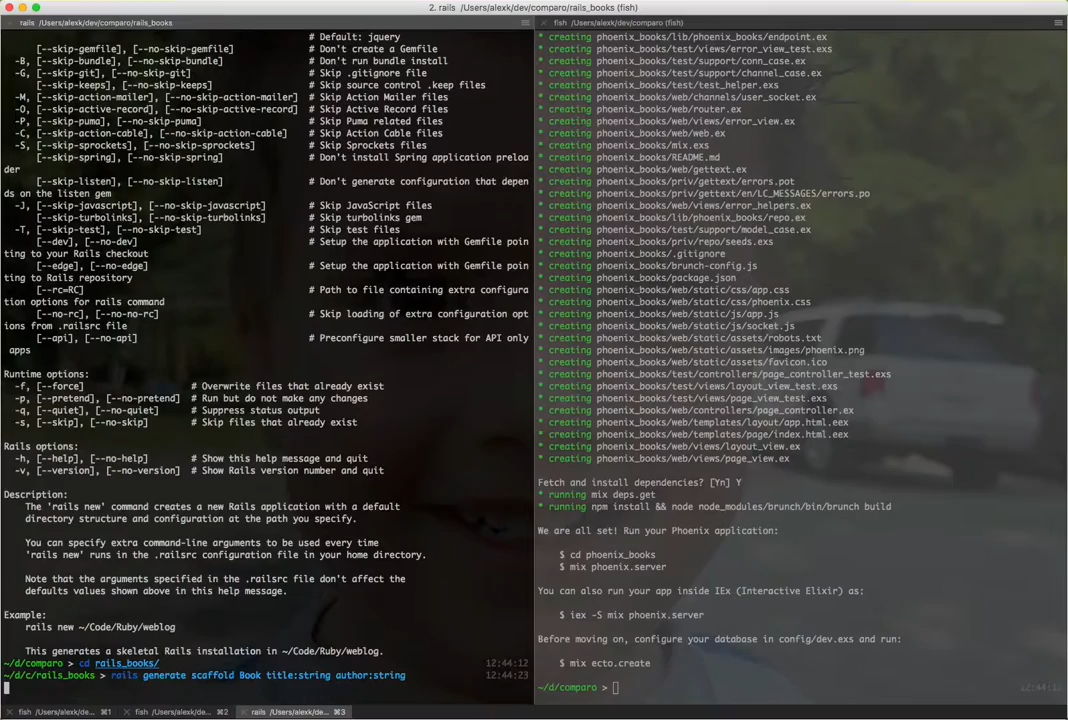 2. rails /Users/alexk/dev/comparo/rails_books (fish)
rails /Users/alexk/dev/comparo/rails_books
# Default: jquery
[--skip-gemfile], [--no-skip-gemfile] # Don't create a Gemfile
-B, [--skip-bundle], [--no-skip-bundle] # Don't run bundle install
-G, [--skip-git], [--no-skip-git] # Skip .gitignore file
[--skip-keeps], [--no-skip-keeps] # Skip source control .keep files
-M, [--skip-action-mailer], [--no-skip-action-mailer] # Skip Action Mailer files
-O, [--skip-active-record], [--no-skip-active-record] # Skip Active Record files
-P, [--skip-puma], [--no-skip-puma] # Skip Puma related files
-C, [--skip-action-cable], [--no-skip-action-cable] # Skip Action Cable files
-S, [--skip-sprockets], [--no-skip-sprockets] # Skip Sprockets files
[--skip-spring], [--no-skip-spring] # Don't install Spring application preloa
der
[--skip-listen], [--no-skip-listen] # Don't generate configuration that depen
ds on the listen gem
-J, [--skip-javascript], [--no-skip-javascript] # Skip JavaScript files
[--skip-turbolinks], [--no-skip-turbolinks] # Skip turbolinks gem
-T, [--skip-test], [--no-skip-test] # Skip test files
[--dev], [--no-dev] # Setup the application with Gemfile poin
ting to your Rails checkout
[--edge], [--no-edge] # Setup the application with Gemfile poin
ting to Rails repository
[--rc=RC] # Path to file containing extra configura
tion options for rails command
[--no-rc], [--no-no-rc] # Skip loading of extra configuration opt
ions from .railsrc file
[--api], [--no-api] # Preconfigure smaller stack for API only
apps
Runtime options:
-f, [--force] # Overwrite files that already exist
-p, [--pretend], [--no-pretend] # Run but do not make any changes
-q, [--quiet], [--no-quiet] # Suppress status output
-s, [--skip], [--no-skip] # Skip files that already exist
Rails options:
-h, [--help], [--no-help] # Show this help message and quit
-v, [--version], [--no-version] # Show Rails version number and quit
Description:
The 'rails new' command creates a new Rails application with a default
directory structure and configuration at the path you specify.
You can specify extra command-line arguments to be used every time
'rails new' runs in the .railsrc configuration file in your home directory.
Note that the arguments specified in the .railsrc file don't affect the
defaults values shown above in this help message.
Example:
rails new ~/Code/Ruby/weblog
This generates a skeletal Rails installation in ~/Code/Ruby/weblog.
~/d/comparo > cd rails_books/ 12:44:12
~/d/c/rails_books > rails generate scaffold Book title:string author:string 12:44:23
fish /Users/alexk/dev/comparo (fish)
* creating phoenix_books/lib/phoenix_books/endpoint.ex
* creating phoenix_books/test/views/error_view_test.exs
* creating phoenix_books/test/support/conn_case.ex
* creating phoenix_books/test/support/channel_case.ex
* creating phoenix_books/test/test_helper.exs
* creating phoenix_books/web/channels/user_socket.ex
* creating phoenix_books/web/router.ex
* creating phoenix_books/web/views/error_view.ex
* creating phoenix_books/web/web.ex
* creating phoenix_books/mix.exs
* creating phoenix_books/README.md
* creating phoenix_books/web/gettext.ex
* creating phoenix_books/priv/gettext/errors.pot
* creating phoenix_books/priv/gettext/en/LC_MESSAGES/errors.po
* creating phoenix_books/web/views/error_helpers.ex
* creating phoenix_books/lib/phoenix_books/repo.ex
* creating phoenix_books/test/support/model_case.ex
* creating phoenix_books/priv/repo/seeds.exs
* creating phoenix_books/.gitignore
* creating phoenix_books/brunch-config.js
* creating phoenix_books/package.json
* creating phoenix_books/web/static/css/app.css
* creating phoenix_books/web/static/css/phoenix.css
* creating phoenix_books/web/static/js/app.js
* creating phoenix_books/web/static/js/socket.js
* creating phoenix_books/web/static/assets/robots.txt
* creating phoenix_books/web/static/assets/images/phoenix.png
* creating phoenix_books/web/static/assets/favicon.ico
* creating phoenix_books/test/controllers/page_controller_test.exs
* creating phoenix_books/test/views/layout_view_test.exs
* creating phoenix_books/test/views/page_view_test.exs
* creating phoenix_books/web/controllers/page_controller.ex
* creating phoenix_books/web/templates/layout/app.html.eex
* creating phoenix_books/web/templates/page/index.html.eex
* creating phoenix_books/web/views/layout_view.ex
* creating phoenix_books/web/views/page_view.ex
Fetch and install dependencies? [Yn] Y
* running mix deps.get
* running npm install && node node_modules/brunch/bin/brunch build
We are all set! Run your Phoenix application:
$ cd phoenix_books
$ mix phoenix.server
You can also run your app inside IEx (Interactive Elixir) as:
$ iex -S mix phoenix.server
Before moving on, configure your database in config/dev.exs and run:
$ mix ecto.create
~/d/comparo >
fish /Users/alexk/de... ⌘1
fish /Users/alexk/de... ⌘2
rails /Users/alexk/de... ⌘3